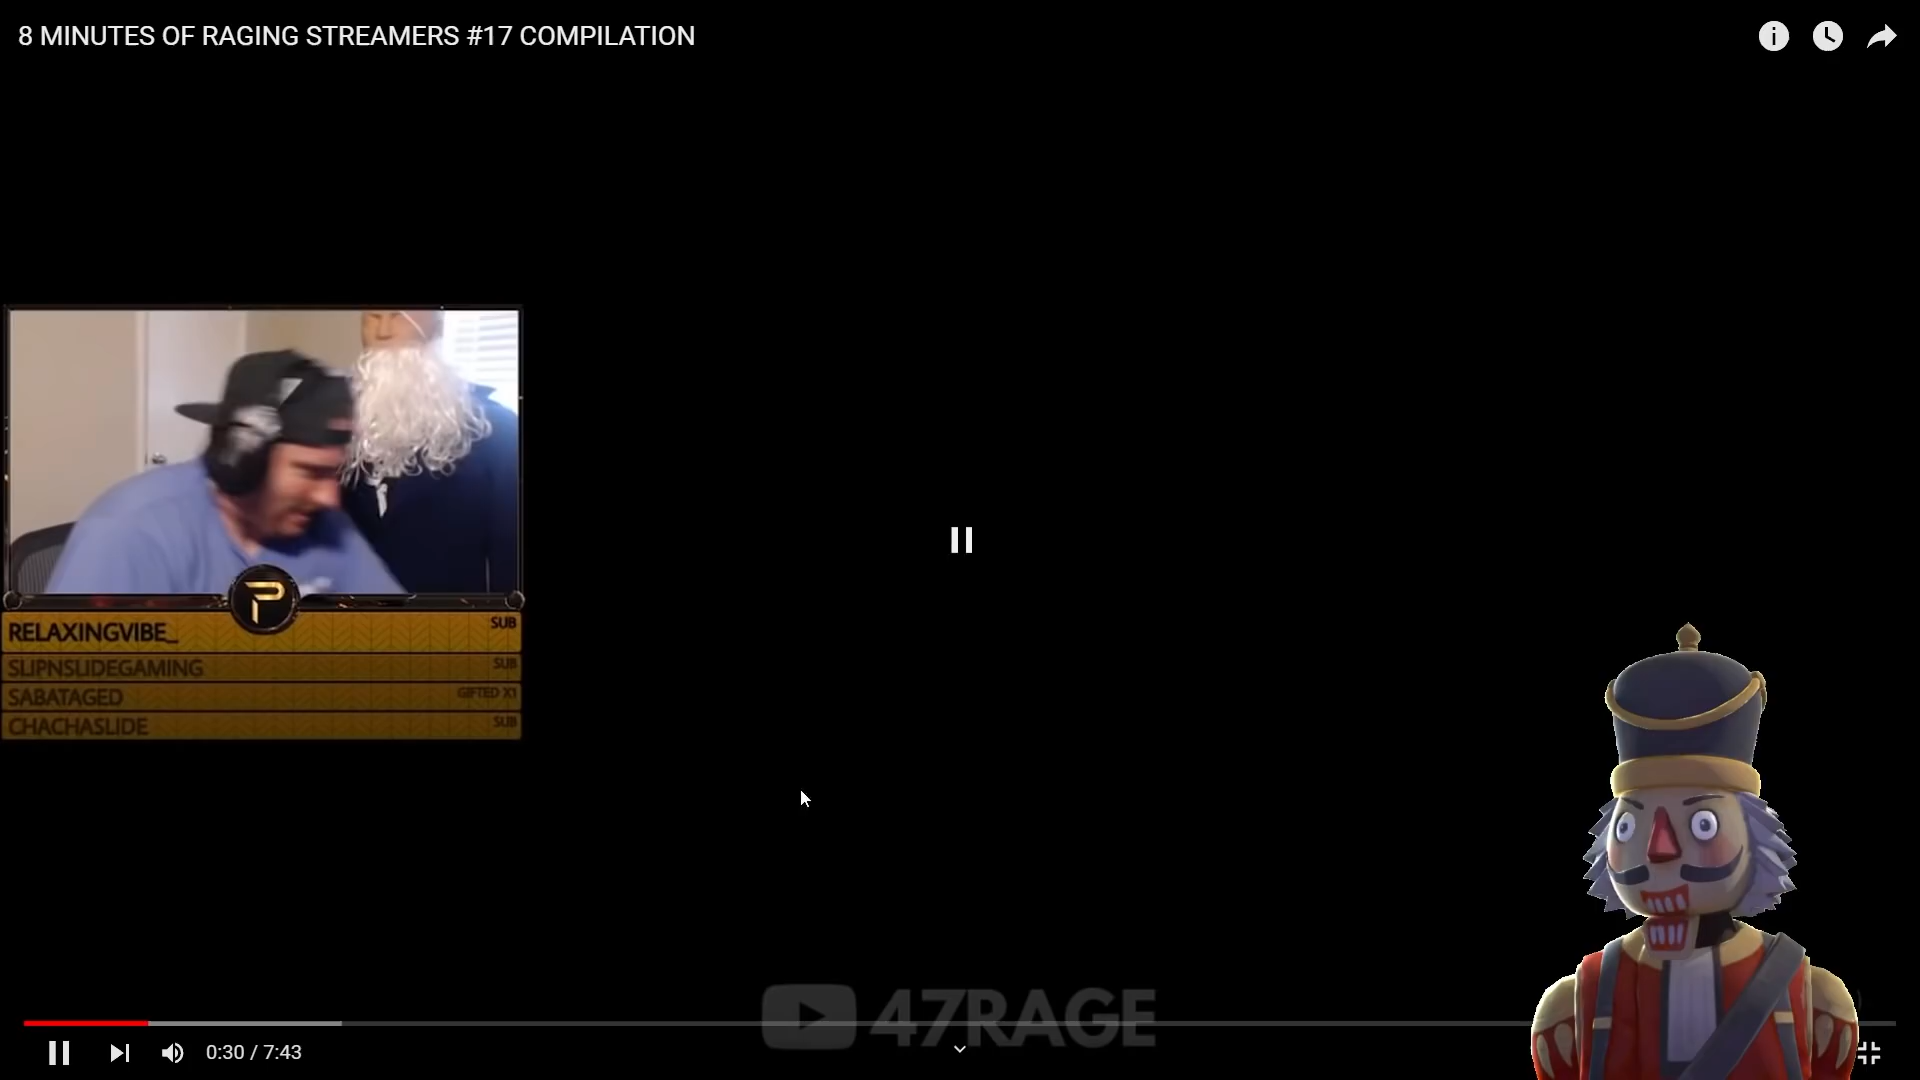 8 MINUTES OF RAGING STREAMERS #17 COMPILATION
RELAXINGVIBE_ SUB
SLIPNSLIDEGAMING SUB
SABATAGED GIFTED X1
CHACHASLIDE SUB
47RAGE
0:30 / 7:43